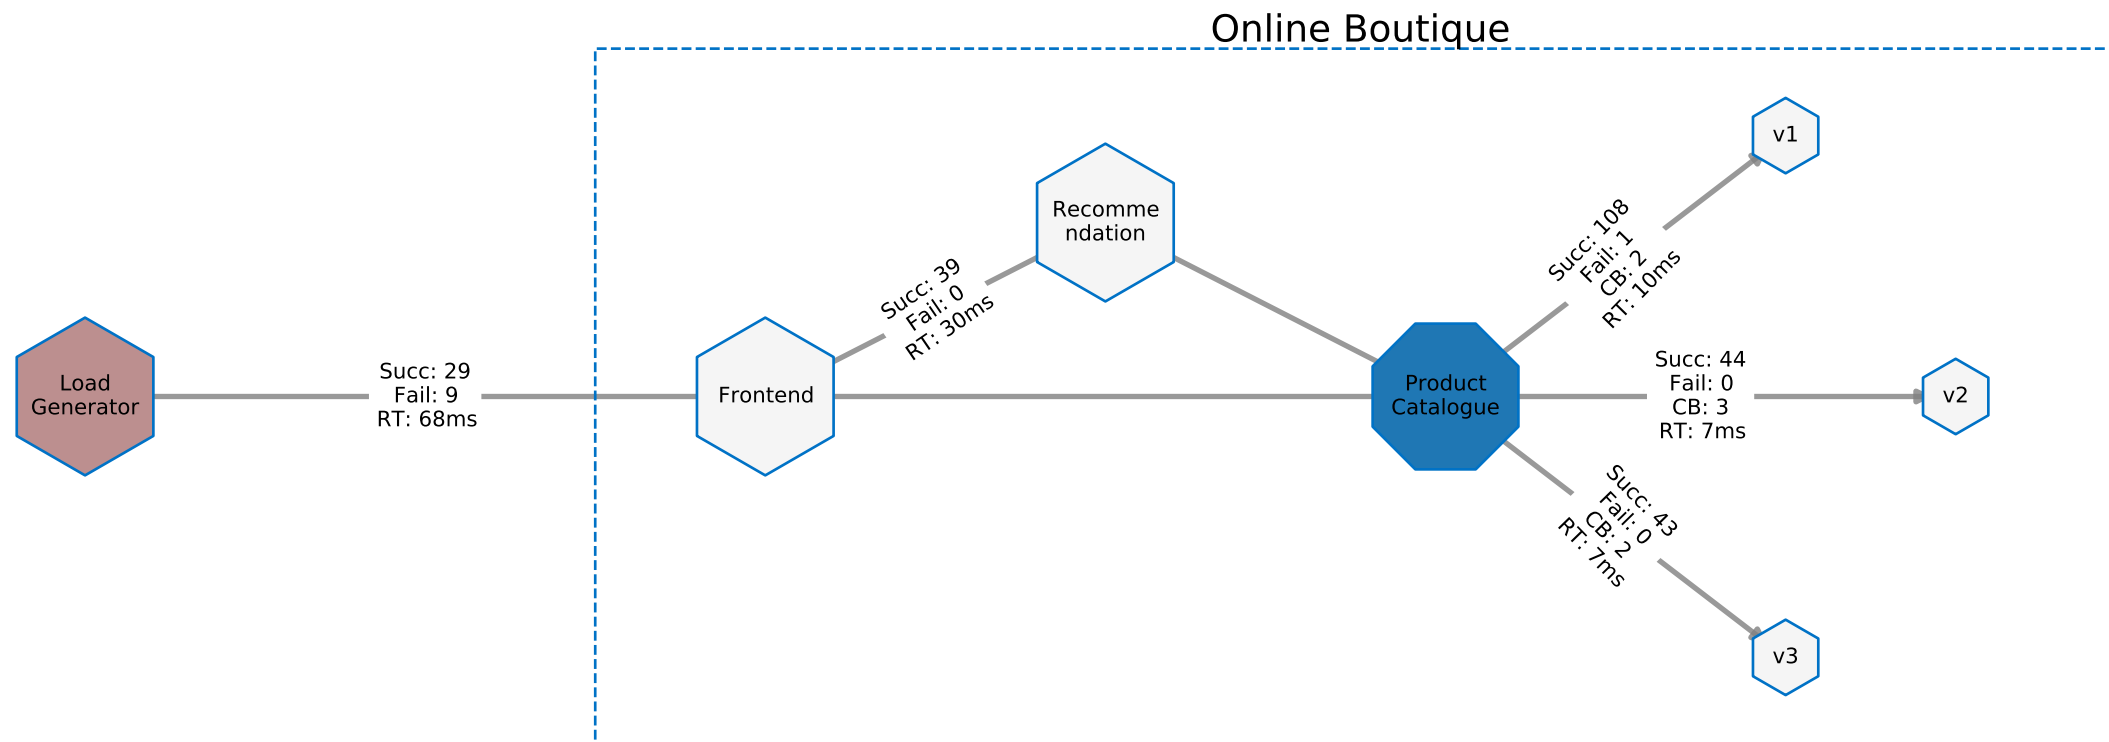 Online Boutique
Load
Generator
Succ: 29
Fail: 9
RT: 68ms
Frontend
Succ: 39
Fail: 0
RT: 30ms
Recomme
ndation
Product
Catalogue
Succ: 108
Fail: 1
CB: 2
RT: 10ms
v1
Succ: 44
Fail: 0
CB: 3
RT: 7ms
v2
Succ: 43
Fail: 0
CB: 2
RT: 7ms
v3